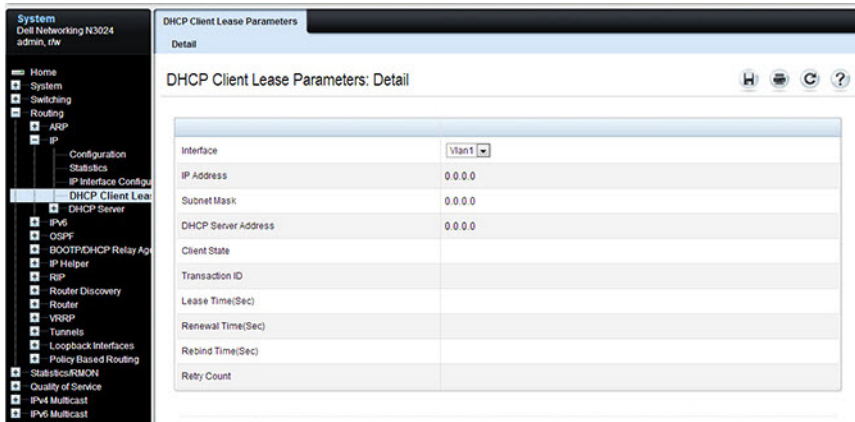 System
Dell Networking N3024
admin, r/w
Home
System
Switching
Routing
ARP
IP
Configuration
Statistics
IP Interface Configu
DHCP Client Leas
DHCP Server
IPv6
OSPF
BOOTP/DHCP Relay Age
IP Helper
RIP
Router Discovery
Router
VRRP
Tunnels
Loopback Interfaces
Policy Based Routing
Statistics/RMON
Quality of Service
IPv4 Multicast
IPv6 Multicast
DHCP Client Lease Parameters
Detail
DHCP Client Lease Parameters: Detail
?
Interface Vlan1
IP Address 0.0.0.0
Subnet Mask 0.0.0.0
DHCP Server Address 0.0.0.0
Client State
Transaction ID
Lease Time(Sec)
Renewal Time(Sec)
Rebind Time(Sec)
Retry Count